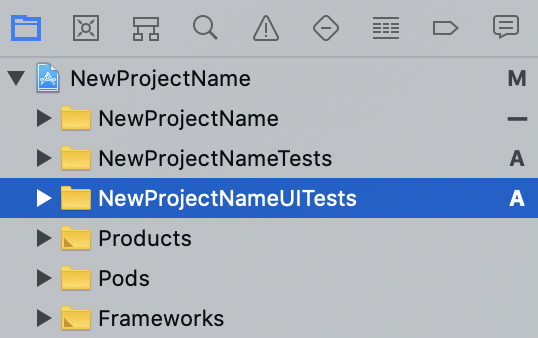 NewProjectName M
NewProjectName —
NewProjectNameTests A
NewProjectNameUITests A
Products
Pods
Frameworks